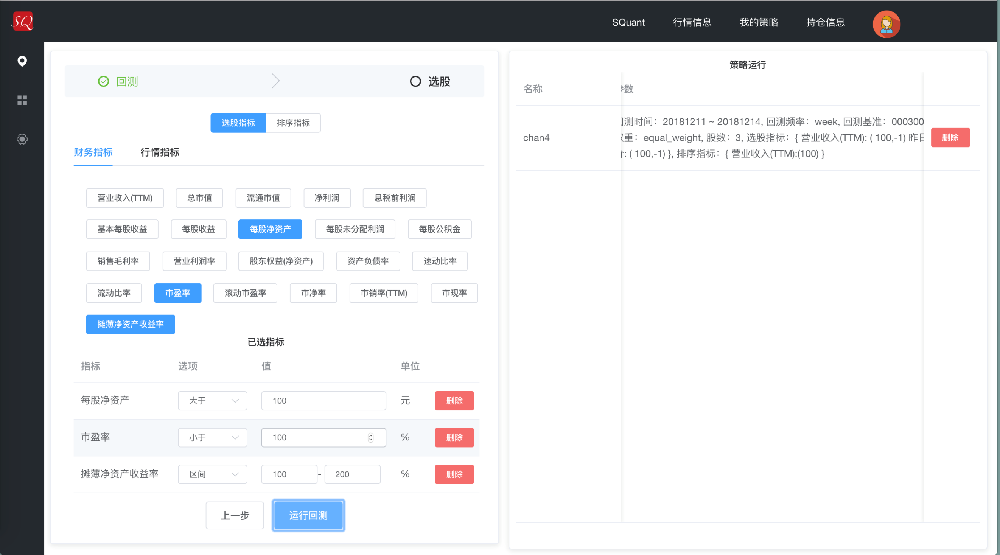 SQ
SQuant 行情信息 我的策略 持仓信息
回测 选股
选股指标 排序指标
财务指标 行情指标
营业收入(TTM) 总市值 流通市值 净利润 息税前利润
基本每股收益 每股收益 每股净资产 每股未分配利润 每股公积金
销售毛利率 营业利润率 股东权益(净资产) 资产负债率 速动比率
流动比率 市盈率 滚动市盈率 市净率 市销率(TTM) 市现率
摊薄净资产收益率
已选指标
指标 选项 值 单位
每股净资产 大于 100 元 删除
市盈率 小于 100 % 删除
摊薄净资产收益率 区间 100 - 200 % 删除
上一步 运行回测
策略运行
名称 参数
回测时间：20181211 ~ 20181214, 回测频率：week, 回测基准：000300
chan4 权重：equal_weight, 股数：3, 选股指标：{ 营业收入(TTM): ( 100,-1) 昨日 删除
价: ( 100,-1) }, 排序指标：{ 营业收入(TTM):(100) }